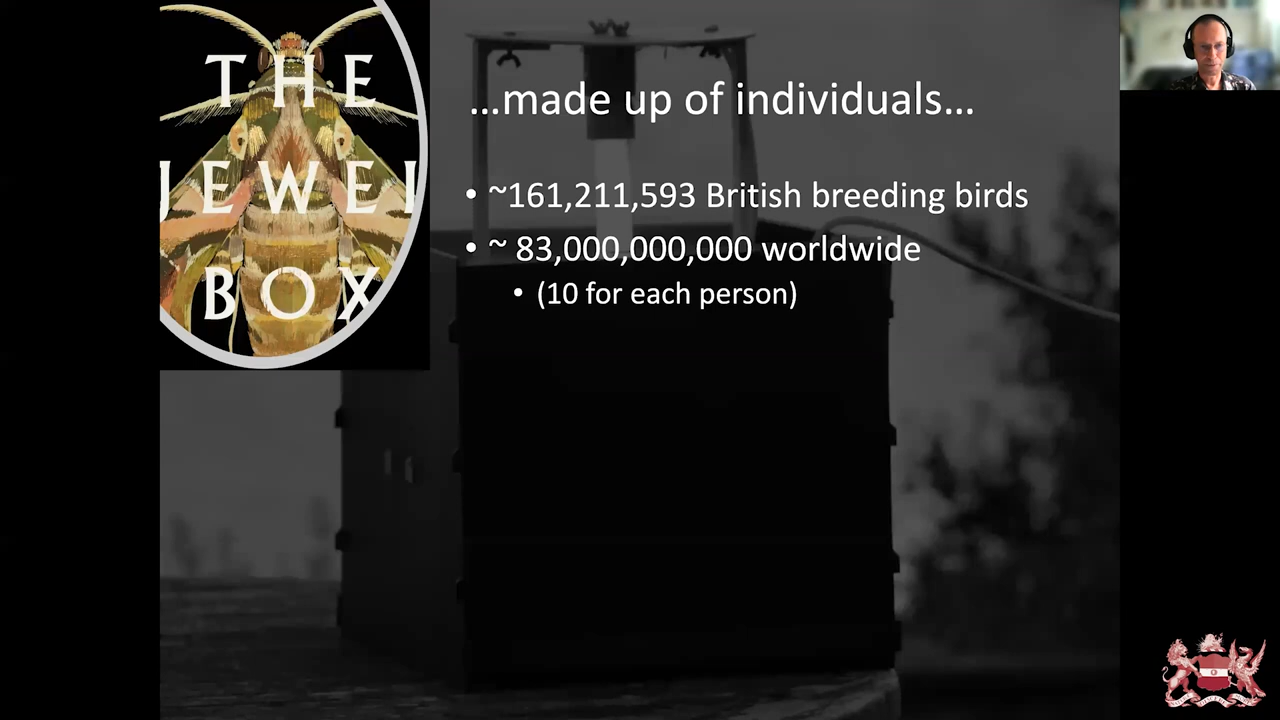 THE
JEWEL
BOX
...made up of individuals...
• ~161,211,593 British breeding birds
• ~ 83,000,000,000 worldwide
• (10 for each person)